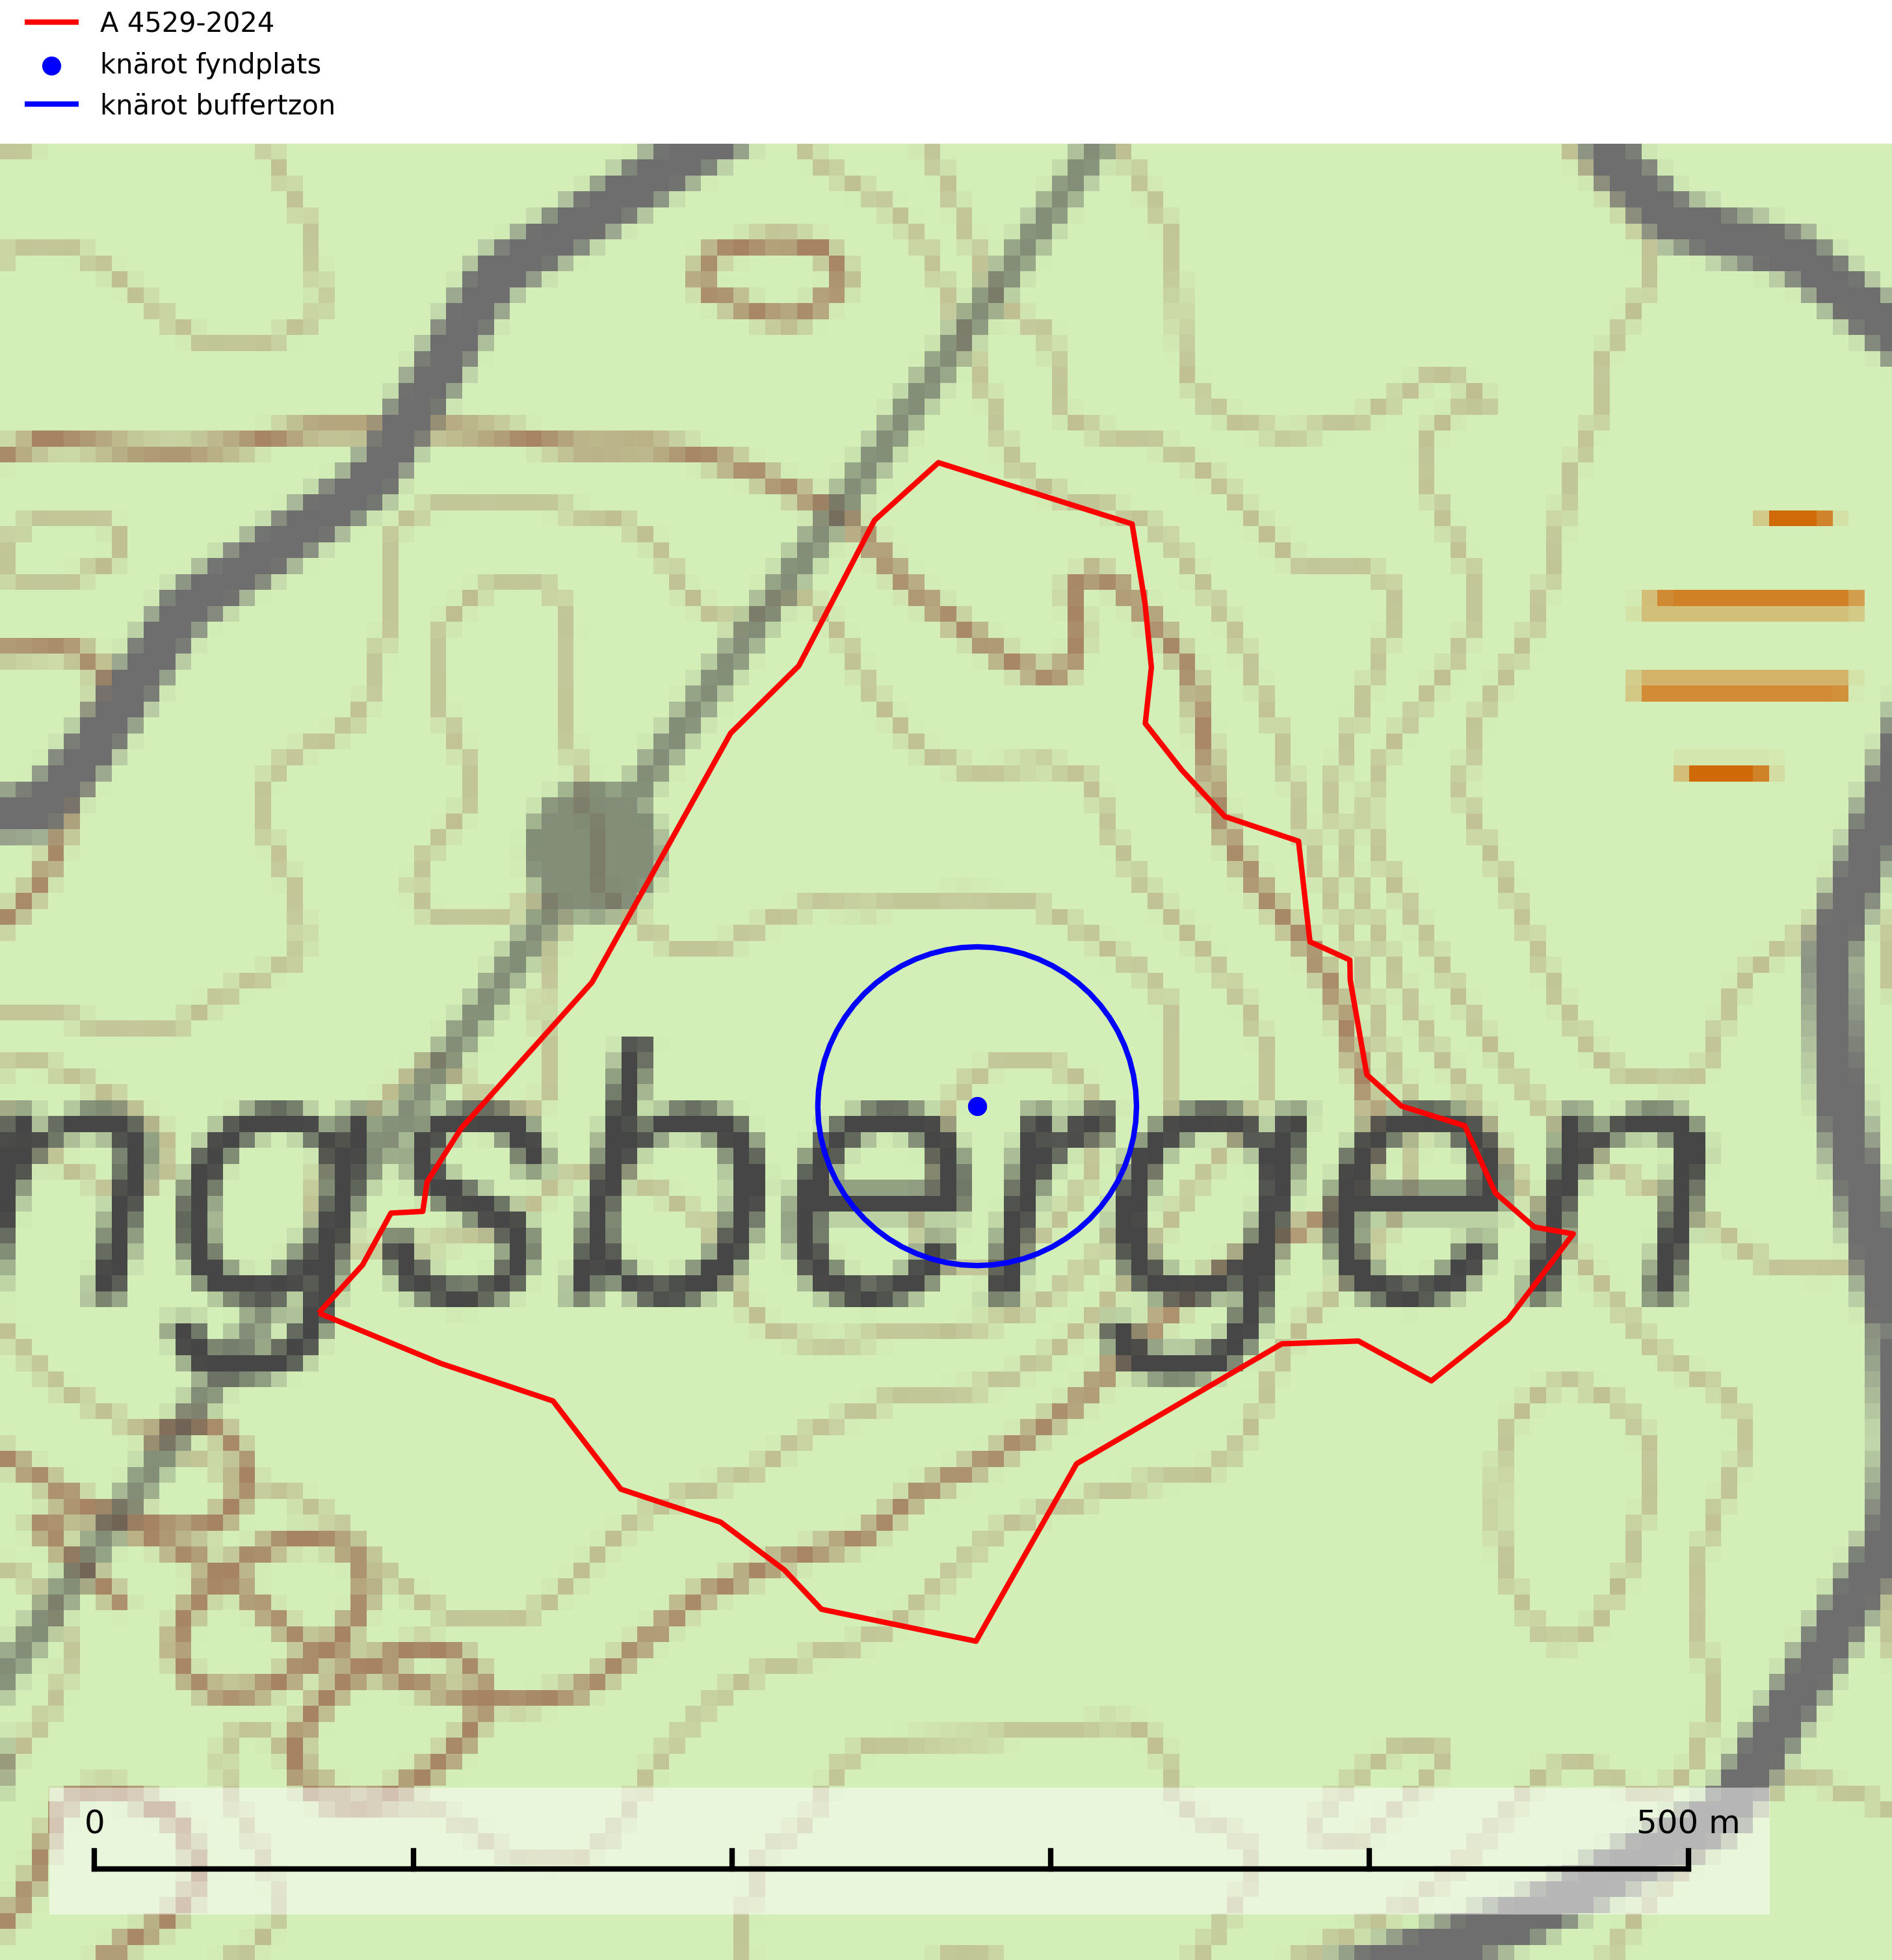 A 4529-2024
knärot fyndplats
knärot buffertzon
ngsbergen
0 500 m